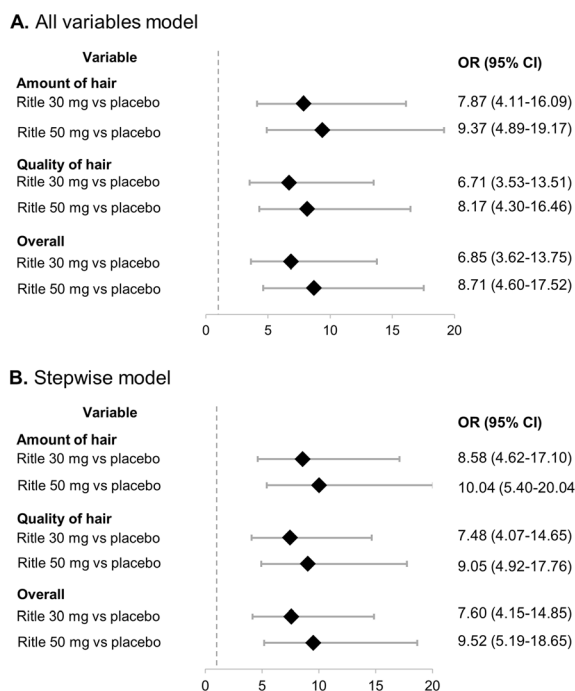 A. All variables model
Variable OR (95% CI)
Amount of hair
Ritle 30 mg vs placebo 7.87 (4.11-16.09)
Ritle 50 mg vs placebo 9.37 (4.89-19.17)
Quality of hair
Ritle 30 mg vs placebo 6.71 (3.53-13.51)
Ritle 50 mg vs placebo 8.17 (4.30-16.46)
Overall
Ritle 30 mg vs placebo 6.85 (3.62-13.75)
Ritle 50 mg vs placebo 8.71 (4.60-17.52)
0 5 10 15 20
B. Stepwise model
Variable OR (95% CI)
Amount of hair
Ritle 30 mg vs placebo 8.58 (4.62-17.10)
Ritle 50 mg vs placebo 10.04 (5.40-20.04
Quality of hair
Ritle 30 mg vs placebo 7.48 (4.07-14.65)
Ritle 50 mg vs placebo 9.05 (4.92-17.76)
Overall
Ritle 30 mg vs placebo 7.60 (4.15-14.85)
Ritle 50 mg vs placebo 9.52 (5.19-18.65)
0 5 10 15 20